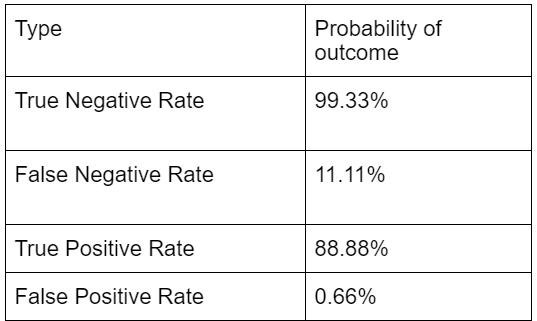 Type
Probability of
outcome
True Negative Rate
99.33%
False Negative Rate
11.11%
True Positive Rate
88.88%
False Positive Rate
0.66%